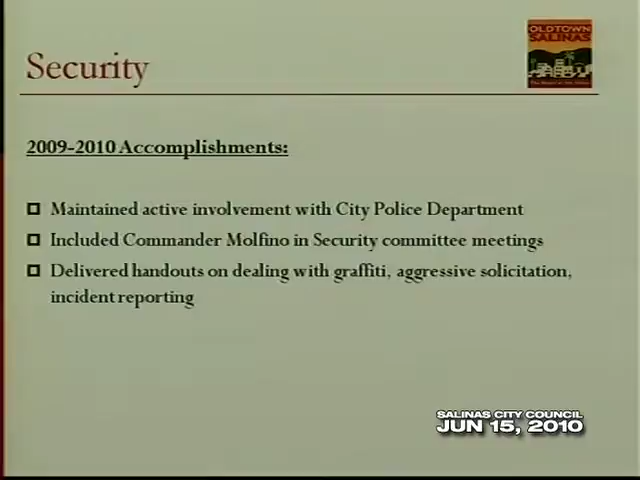 OLDTOWN
SALINAS
Security
2009-2010 Accomplishments:
Maintained active involvement with City Police Department
Included Commander Molfino in Security committee meetings
Delivered handouts on dealing with graffiti, aggressive solicitation,
incident reporting
SALINAS CITY COUNCIL
JUN 15, 2010